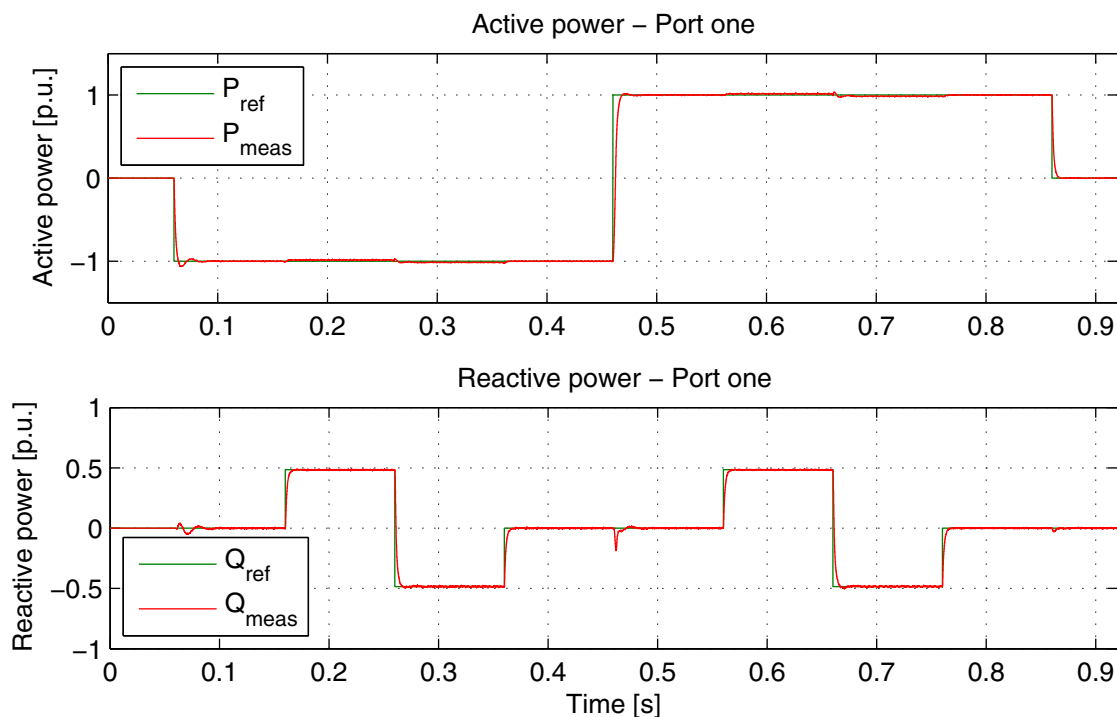 Active power − Port one
Active power [p.u.]
1
0
−1
P_ref
P_meas
0 0.1 0.2 0.3 0.4 0.5 0.6 0.7 0.8 0.9
Reactive power − Port one
Reactive power [p.u.]
1
0.5
0
−0.5
−1
Q_ref
Q_meas
0 0.1 0.2 0.3 0.4 0.5 0.6 0.7 0.8 0.9
Time [s]